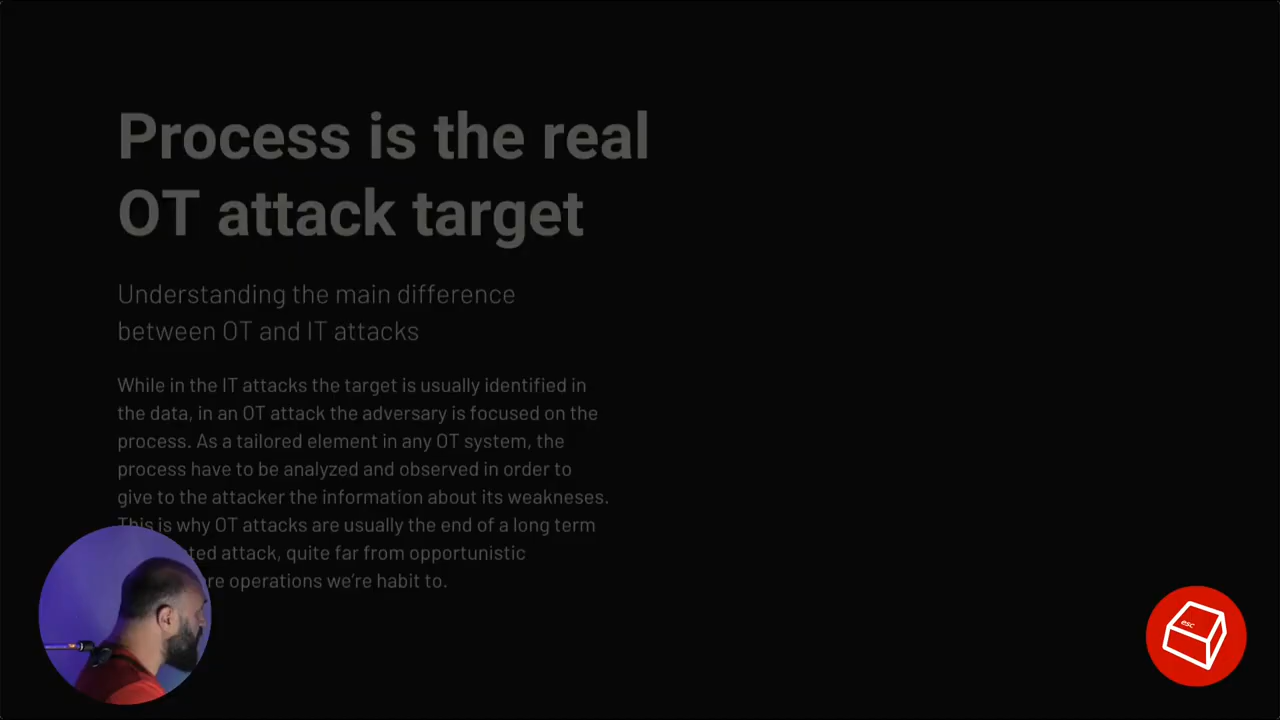 Process is the real
OT attack target
Understanding the main difference
between OT and IT attacks
While in the IT attacks the target is usually identified in
the data, in an OT attack the adversary is focused on the
process. As a tailored element in any OT system, the
process have to be analyzed and observed in order to
give to the attacker the information about its weakneses.
This is why OT attacks are usually the end of a long term
ted attack, quite far from opportunistic
re operations we're habit to.
esc